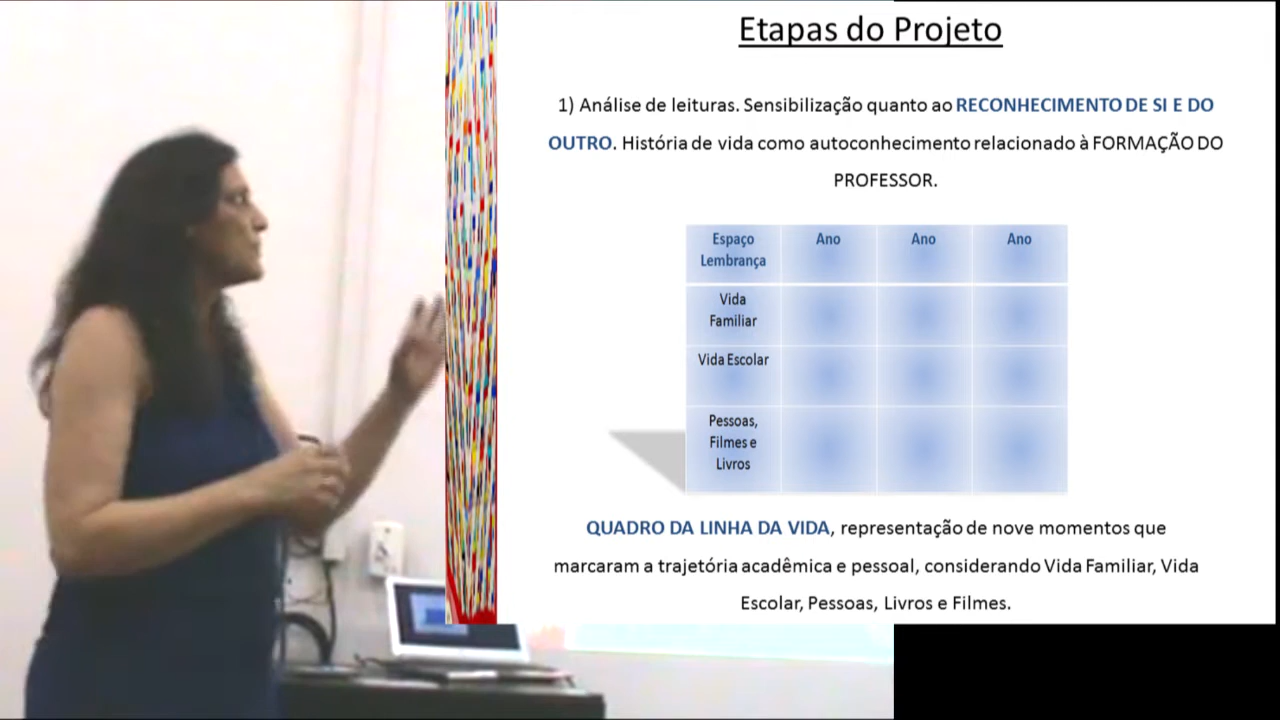 Etapas do Projeto
1) Análise de leituras. Sensibilização quanto ao RECONHECIMENTO DE SI E DO
OUTRO. História de vida como autoconhecimento relacionado à FORMAÇÃO DO
PROFESSOR.
Espaço Lembrança Ano Ano Ano
Vida
Familiar
Vida Escolar
Pessoas,
Filmes e
Livros
QUADRO DA LINHA DA VIDA, representação de nove momentos que
marcaram a trajetória acadêmica e pessoal, considerando Vida Familiar, Vida
Escolar, Pessoas, Livros e Filmes.